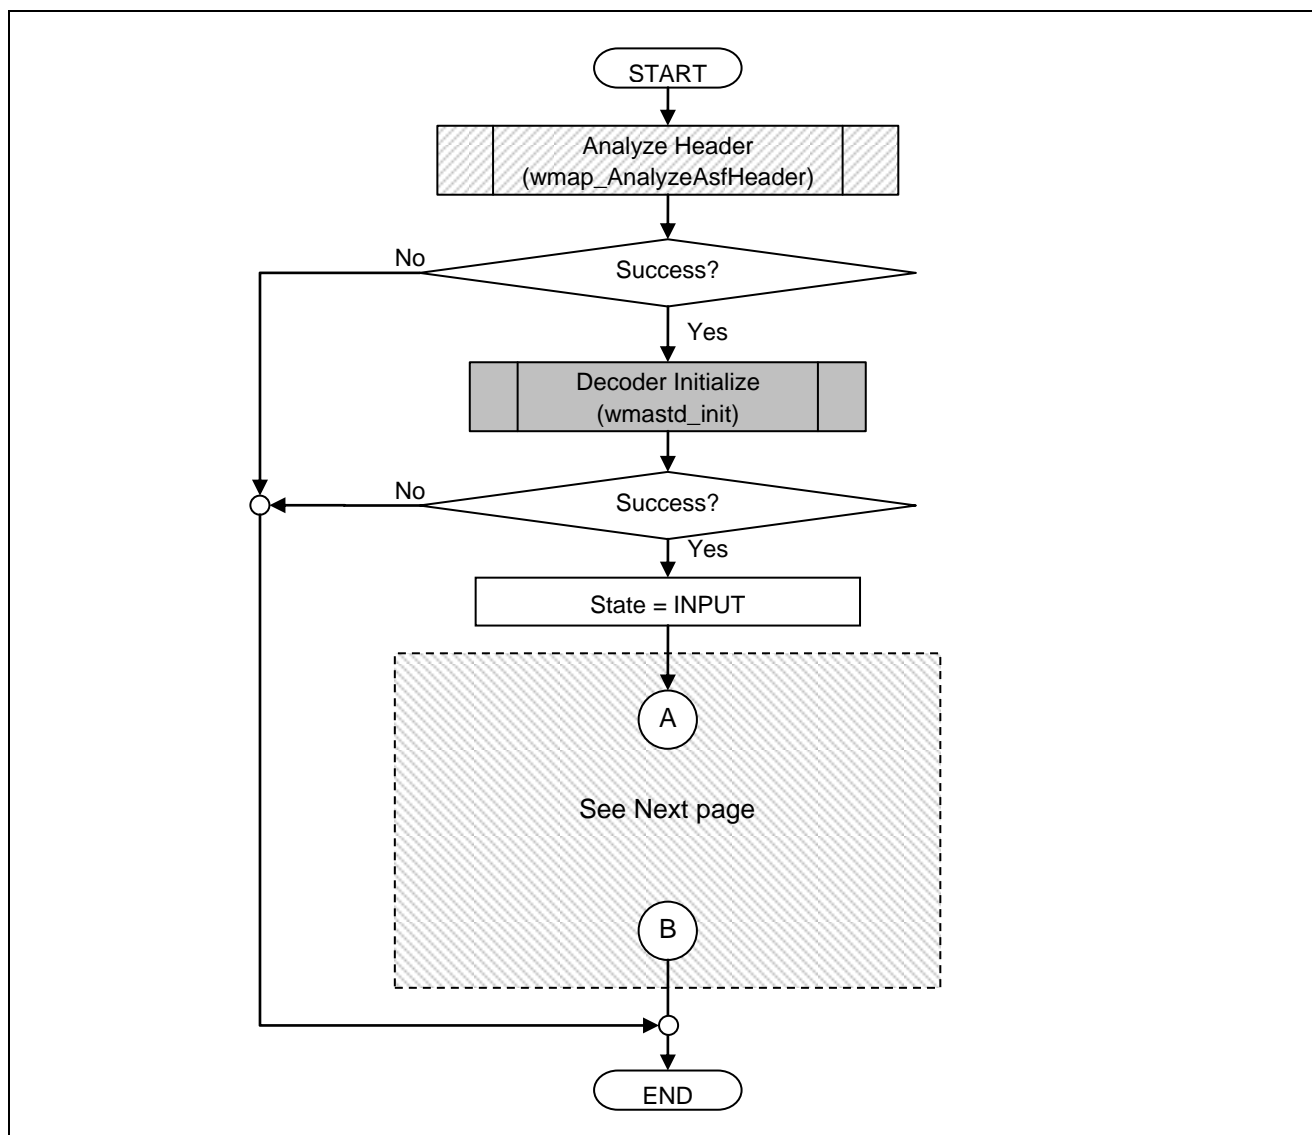 START
Analyze Header
(wmap_AnalyzeAsfHeader)
No
Success?
Yes
Decoder Initialize
(wmastd_init)
No
Success?
Yes
State = INPUT
A
See Next page
B
END